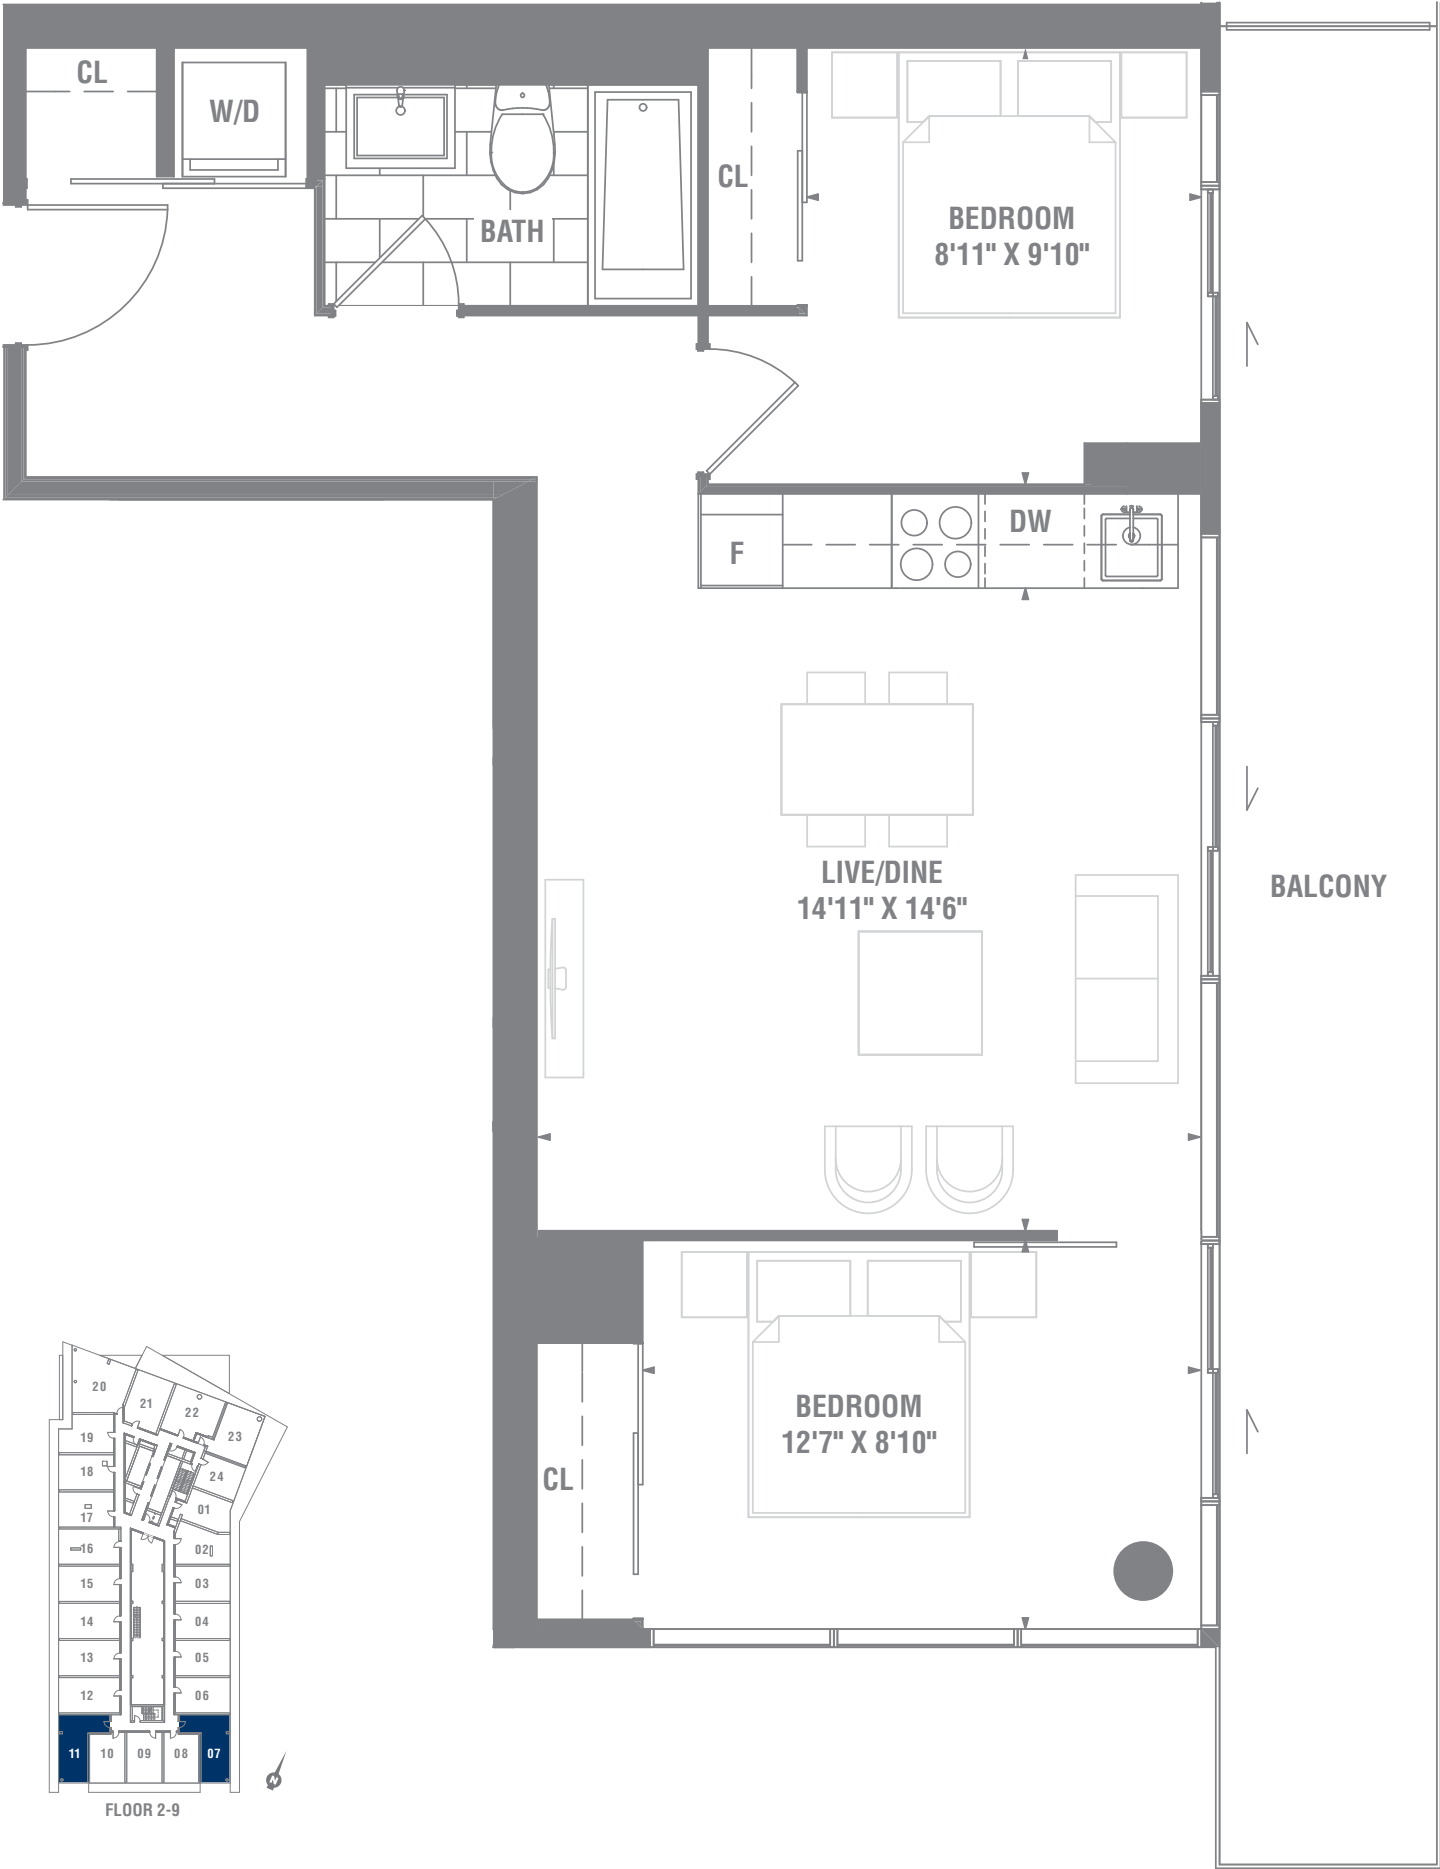 CL
W/D
BATH
CL
BEDROOM
8'11" X 9'10"
F
DW
LIVE/DINE
14'11" X 14'6"
BALCONY
BEDROOM
12'7" X 8'10"
CL
20
21
22
23
19
18
24
17
01
16
02
15
03
14
04
13
05
12
06
11
10
09
08
07
N
FLOOR 2-9